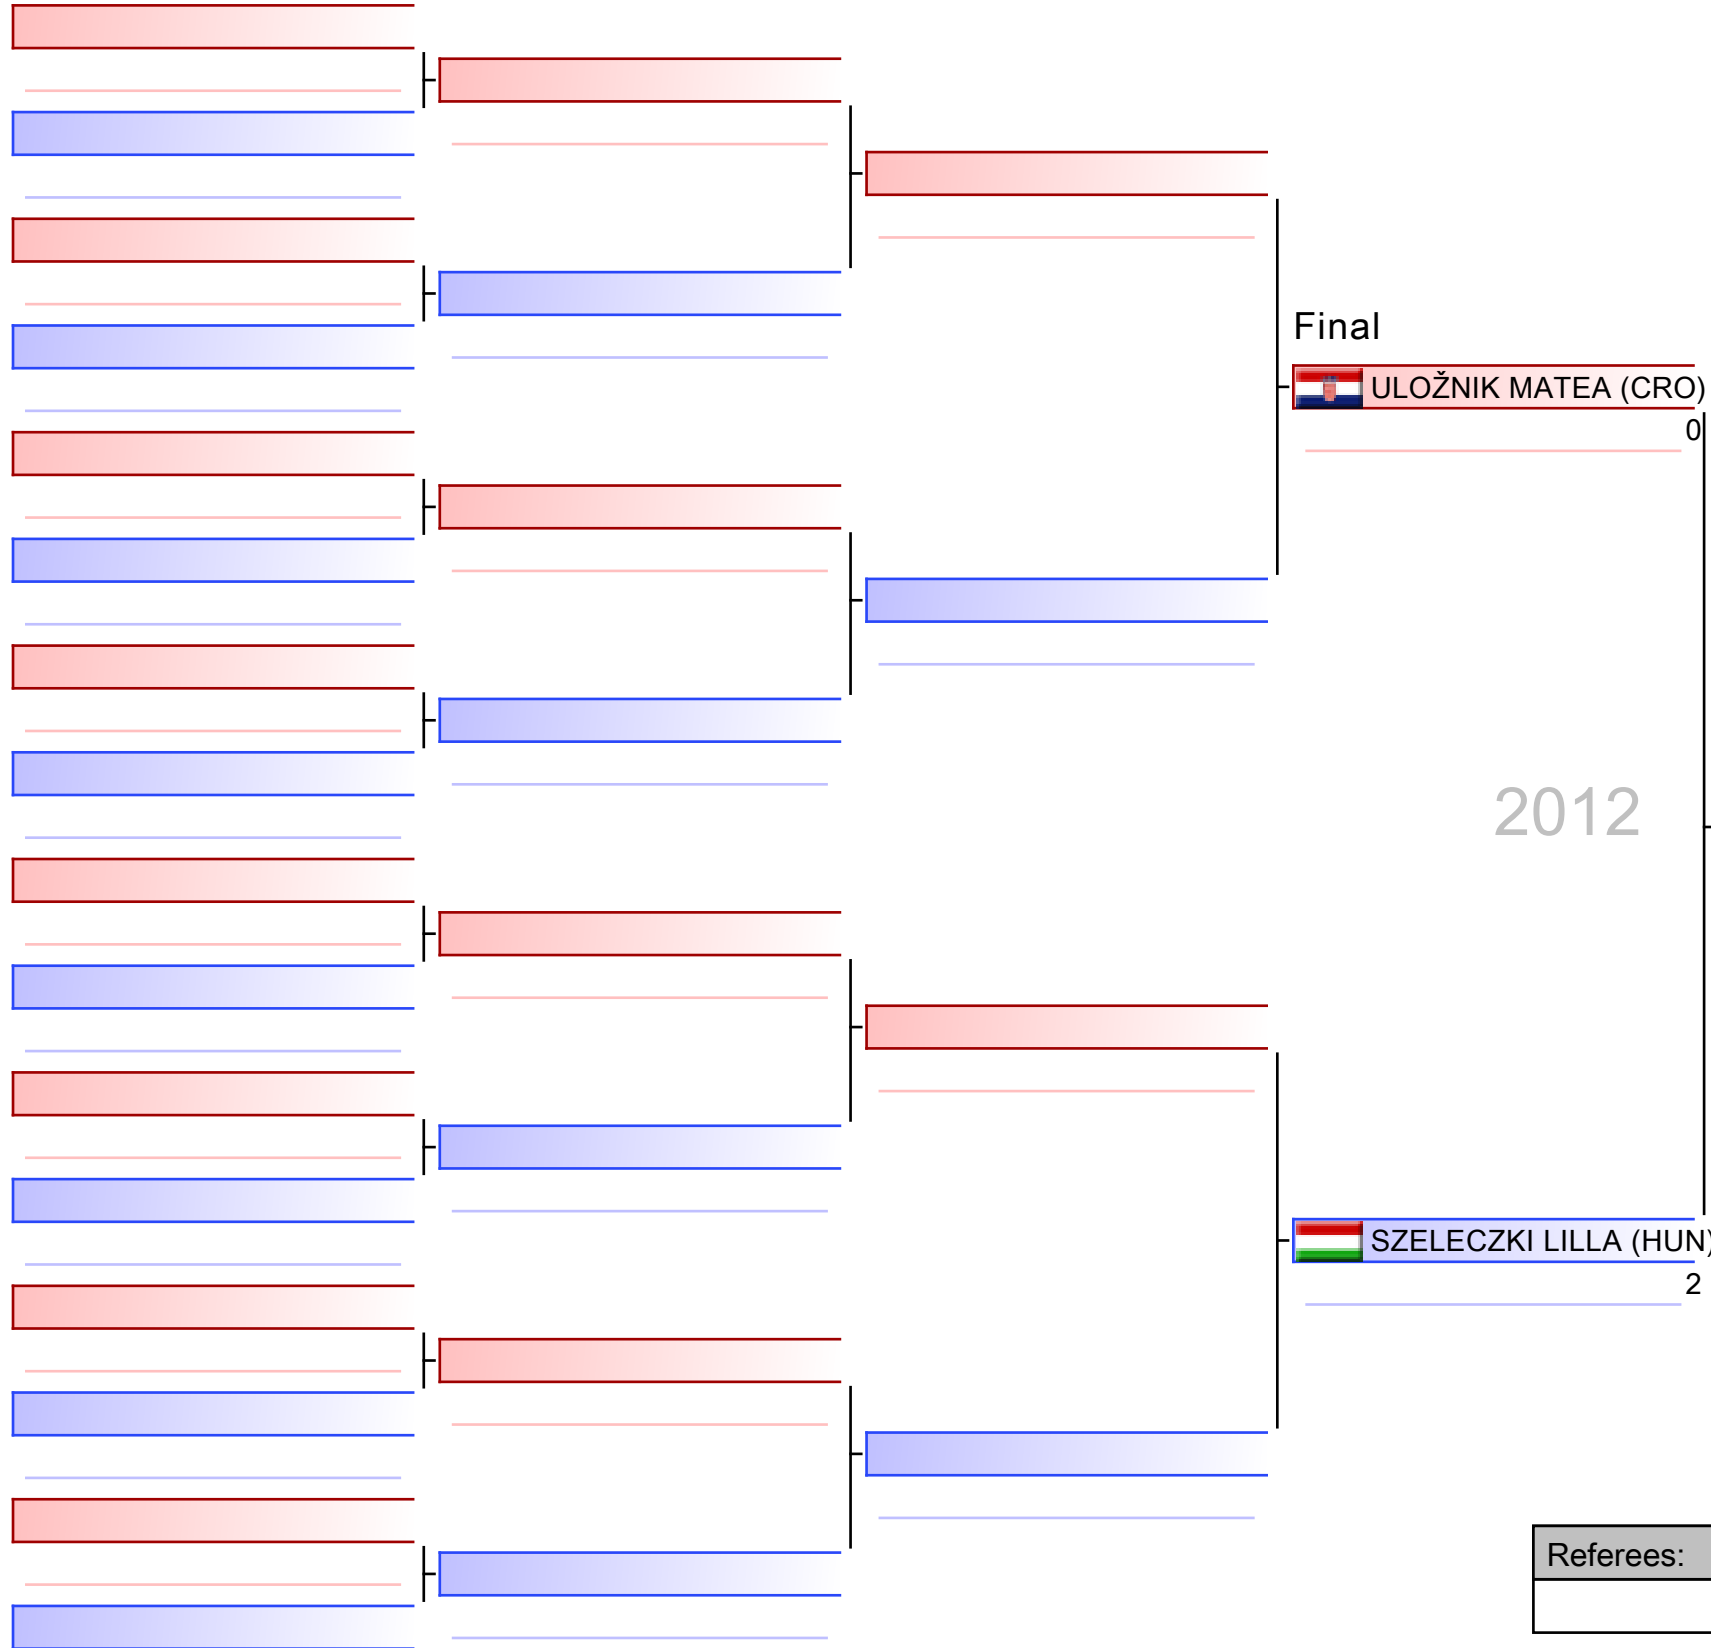 Final
ULOŽNIK MATEA (CRO)
0
2012
SZELECZKI LILLA (HUN)
2
Referees: